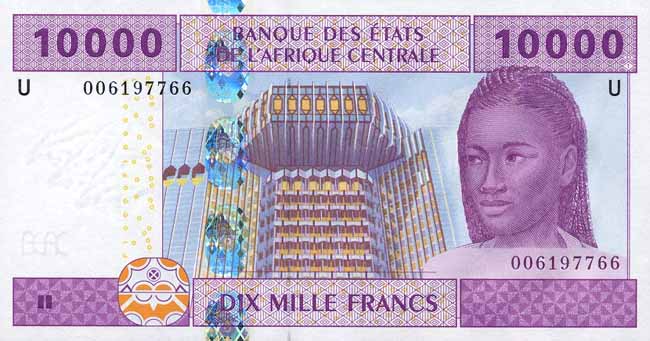 10000
BANQUE DES ÉTATS
DE L'AFRIQUE CENTRALE
10000
U 006197766
U
BEAC
006197766
DIX MILLE FRANCS